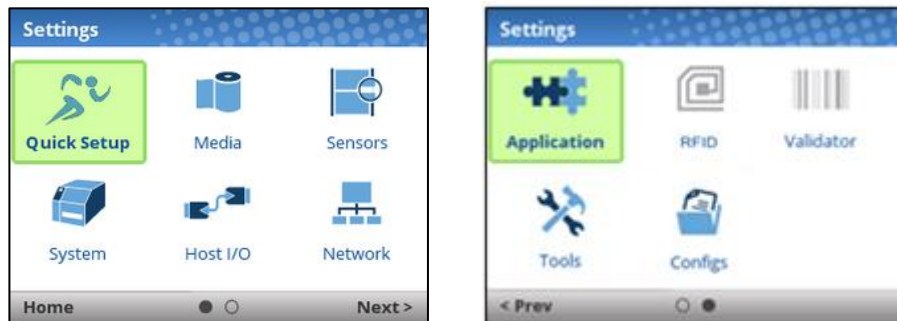 Settings
Quick Setup Media Sensors
System Host I/O Network
Home Next >
Settings
Application RFID Validator
Tools Configs
< Prev